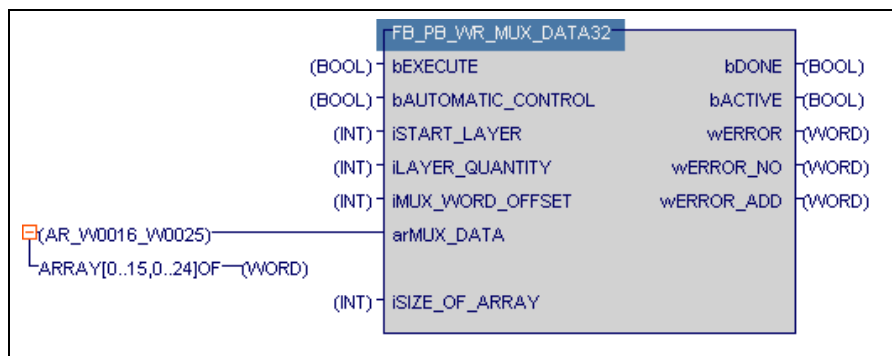 FB_PB_WR_MUX_DATA32
(BOOL) bEXECUTE bDONE (BOOL)
(BOOL) bAUTOMATIC_CONTROL bACTIVE (BOOL)
(INT) iSTART_LAYER wERROR (WORD)
(INT) iLAYER_QUANTITY wERROR_NO (WORD)
(INT) iMUX_WORD_OFFSET wERROR_ADD (WORD)
(AR_W0016_W0025) arMUX_DATA
ARRAY[0..15,0..24]OF (WORD)
(INT) iSIZE_OF_ARRAY